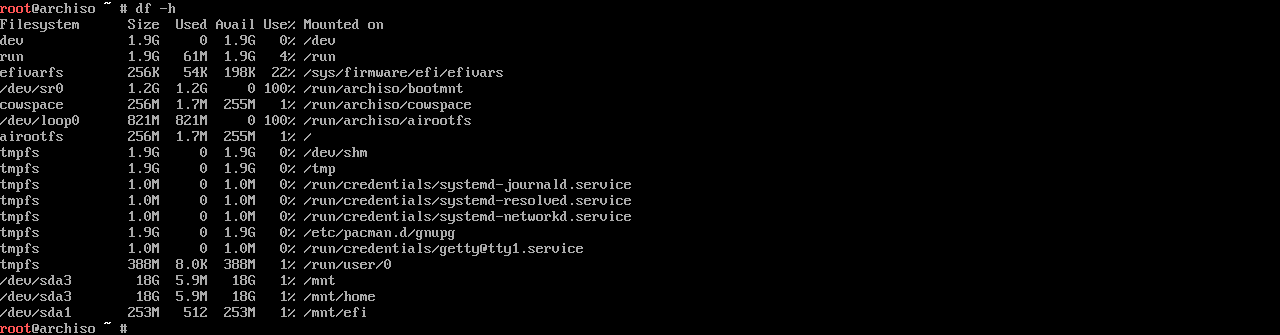 root@archiso ~ # df -h
Filesystem      Size  Used Avail Use% Mounted on
dev             1.9G     0  1.9G   0% /dev
run             1.9G   61M  1.9G   4% /run
efivarfs        256K   54K  198K  22% /sys/firmware/efi/efivars
/dev/sr0        1.2G  1.2G     0 100% /run/archiso/bootmnt
cowspace        256M  1.7M  255M   1% /run/archiso/cowspace
/dev/loop0      821M  821M     0 100% /run/archiso/airootfs
airootfs        256M  1.7M  255M   1% /
tmpfs           1.9G     0  1.9G   0% /dev/shm
tmpfs           1.9G     0  1.9G   0% /tmp
tmpfs           1.0M     0  1.0M   0% /run/credentials/systemd-journald.service
tmpfs           1.0M     0  1.0M   0% /run/credentials/systemd-resolved.service
tmpfs           1.0M     0  1.0M   0% /run/credentials/systemd-networkd.service
tmpfs           1.9G     0  1.9G   0% /etc/pacman.d/gnupg
tmpfs           1.0M     0  1.0M   0% /run/credentials/getty@tty1.service
tmpfs           388M  8.0K  388M   1% /run/user/0
/dev/sda3        18G  5.9M   18G   1% /mnt
/dev/sda3        18G  5.9M   18G   1% /mnt/home
/dev/sda1       253M   512  253M   1% /mnt/efi
root@archiso ~ #